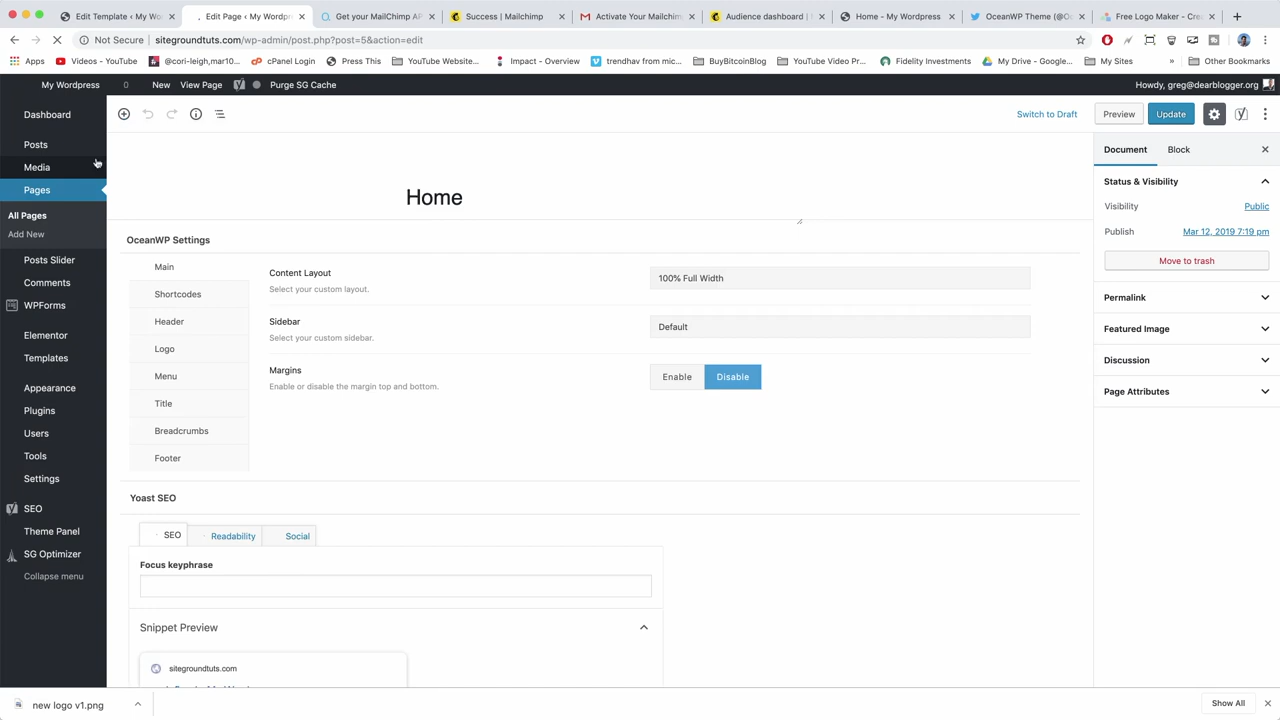 Edit Template ‹ My Wo
Edit Page ‹ My Wordpr
Get your MailChimp AP
Success | Mailchimp
Activate Your Mailchim
Audience dashboard | M
Home - My Wordpress
OceanWP Theme (@Oc
Free Logo Maker - Cre
Not Secure | sitegroundtuts.com/wp-admin/post.php?post=5&action=edit
Apps
Videos - YouTube
@cori-leigh,mar10...
cPanel Login
Press This
YouTube Website...
Impact - Overview
trendhav from mic...
BuyBitcoinBlog
YouTube Video Pr...
Fidelity Investments
My Drive - Google...
My Sites
»
Other Bookmarks
My Wordpress
0
New
View Page
Purge SG Cache
Howdy, greg@dearblogger.org
Dashboard
Posts
Media
Pages
All Pages
Add New
Posts Slider
Comments
WPForms
Elementor
Templates
Appearance
Plugins
Users
Tools
Settings
SEO
Theme Panel
SG Optimizer
Collapse menu
Switch to Draft
Preview
Update
Home
OceanWP Settings
Main
Shortcodes
Header
Logo
Menu
Title
Breadcrumbs
Footer
Content Layout
Select your custom layout.
100% Full Width
Sidebar
Select your custom sidebar.
Default
Margins
Enable or disable the margin top and bottom.
Enable
Disable
Yoast SEO
SEO
Readability
Social
Focus keyphrase
Snippet Preview
sitegroundtuts.com
Document
Block
Status & Visibility
Visibility
Public
Publish
Mar 12, 2019 7:19 pm
Move to trash
Permalink
Featured Image
Discussion
Page Attributes
new logo v1.png
Show All